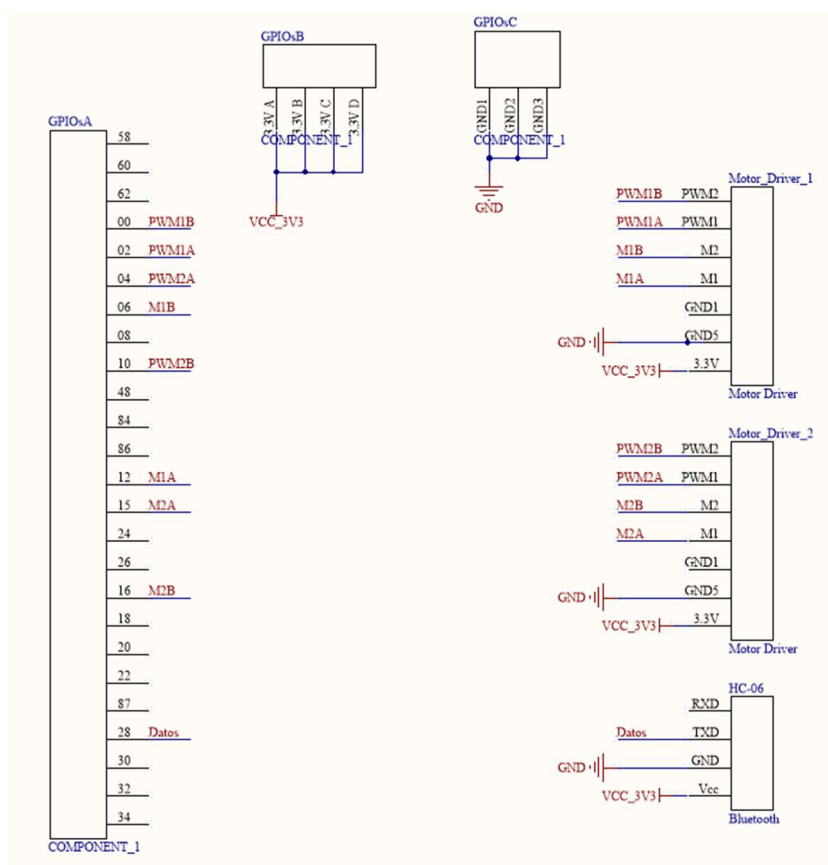 GPIOsB
3.3V A
3.3V B
3.3V C
3.3V D
COMPONENT_1
VCC_3V3
GPIOsC
GND1
GND2
GND3
COMPONENT_1
GND
GPIOsA
58
60
62
00 PWM1B
02 PWM1A
04 PWM2A
06 M1B
08
10 PWM2B
48
84
86
12 M1A
15 M2A
24
26
16 M2B
18
20
22
87
28 Datos
30
32
34
COMPONENT_1
Motor_Driver_1
PWM1B PWM2
PWM1A PWM1
M1B M2
M1A M1
GND1
GND GND5
VCC_3V3 3.3V
Motor Driver
Motor_Driver_2
PWM2B PWM2
PWM2A PWM1
M2B M2
M2A M1
GND1
GND GND5
VCC_3V3 3.3V
Motor Driver
HC-06
RXD
Datos TXD
GND GND
VCC_3V3 Vcc
Bluetooth